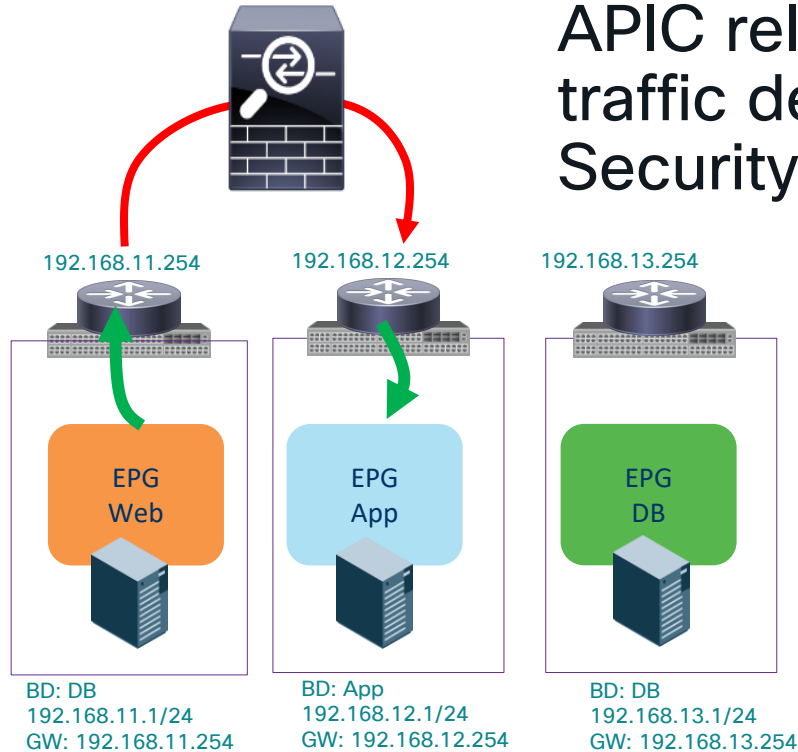 APIC rel
traffic de
Security
192.168.11.254
192.168.12.254
192.168.13.254
EPG
Web
EPG
App
EPG
DB
BD: DB
192.168.11.1/24
GW: 192.168.11.254
BD: App
192.168.12.1/24
GW: 192.168.12.254
BD: DB
192.168.13.1/24
GW: 192.168.13.254